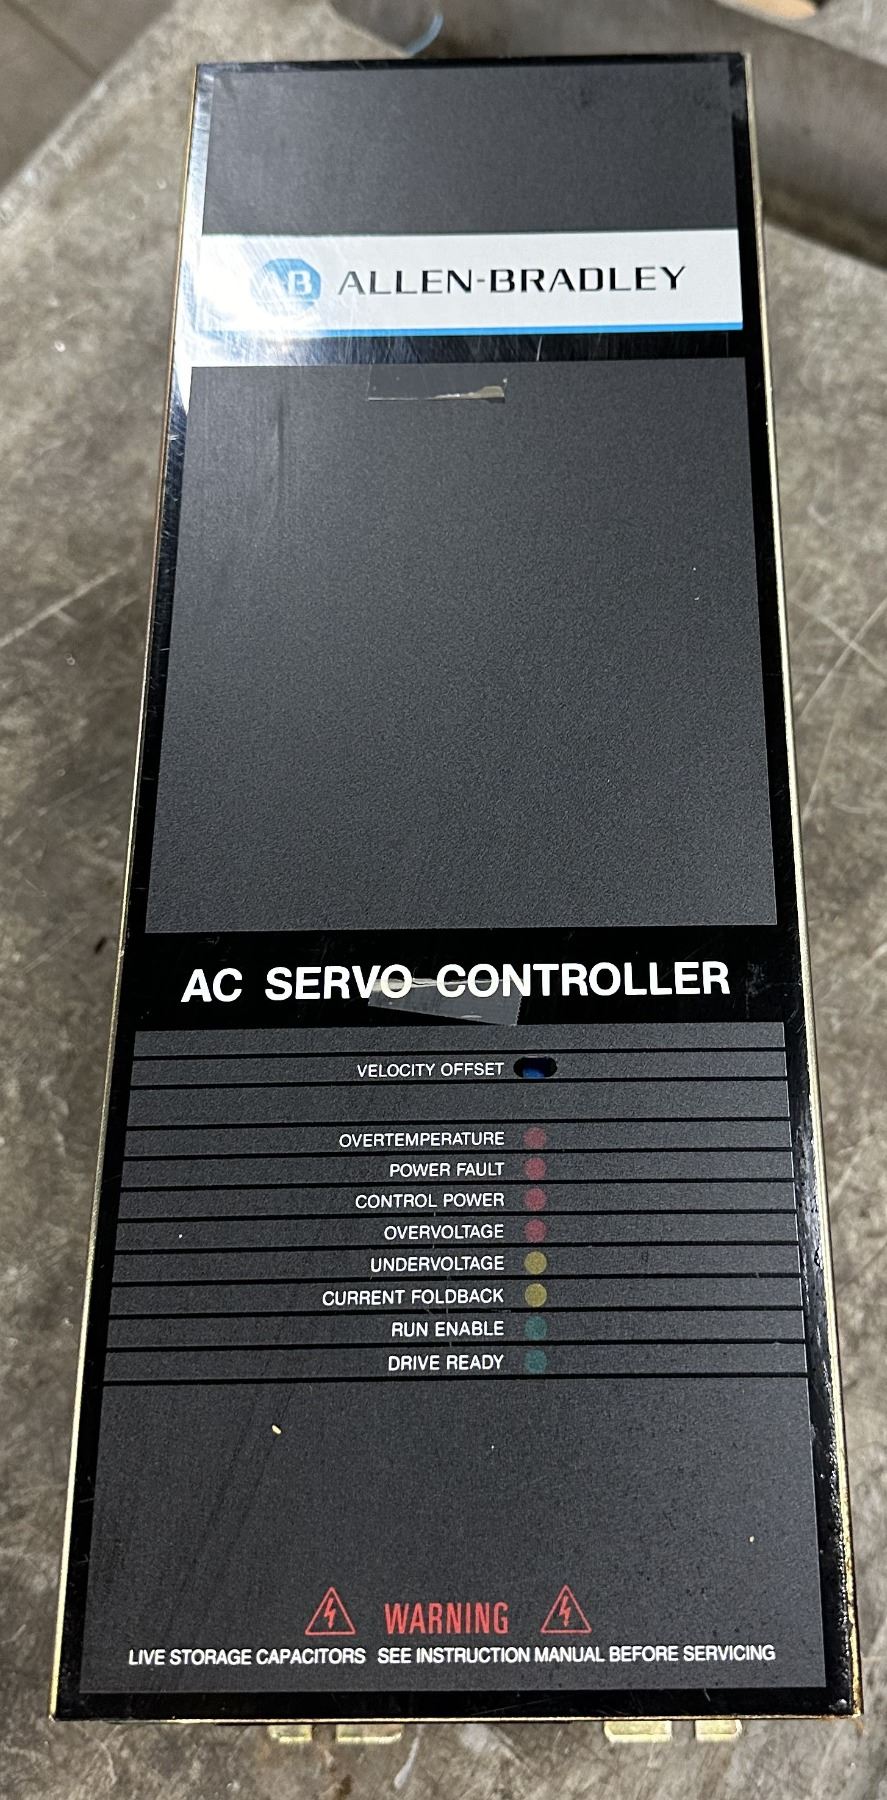 AB ALLEN-BRADLEY
AC SERVO CONTROLLER
VELOCITY OFFSET
OVERTEMPERATURE
POWER FAULT
CONTROL POWER
OVERVOLTAGE
UNDERVOLTAGE
CURRENT FOLDBACK
RUN ENABLE
DRIVE READY
WARNING
LIVE STORAGE CAPACITORS SEE INSTRUCTION MANUAL BEFORE SERVICING